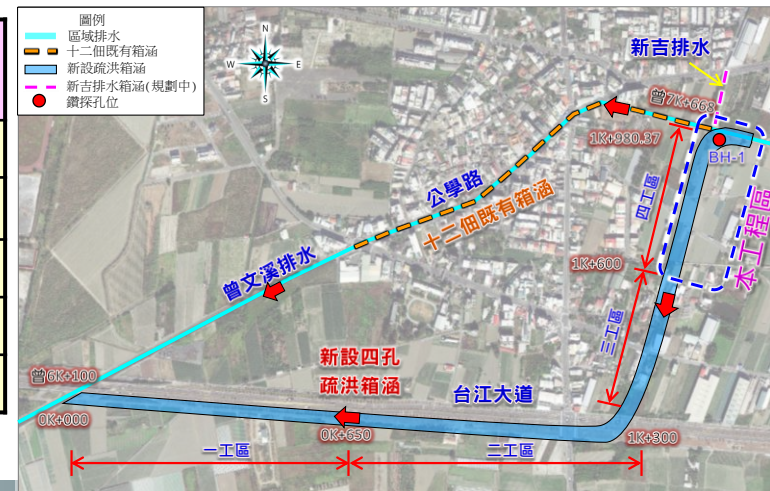 圖例
區域排水
十二佃既有箱涵
新設疏洪箱涵
新吉排水箱涵(規劃中)
鑽探孔位
N
W
E
S
新吉排水
曾7K+668
1K+980.37
BH-1
公學路
十二佃既有箱涵
四工區
本工程區
1K+600
曾文溪排水
三工區
新設四孔
疏洪箱涵
台江大道
曾6K+100
0K+000
0K+650
1K+300
一工區
二工區